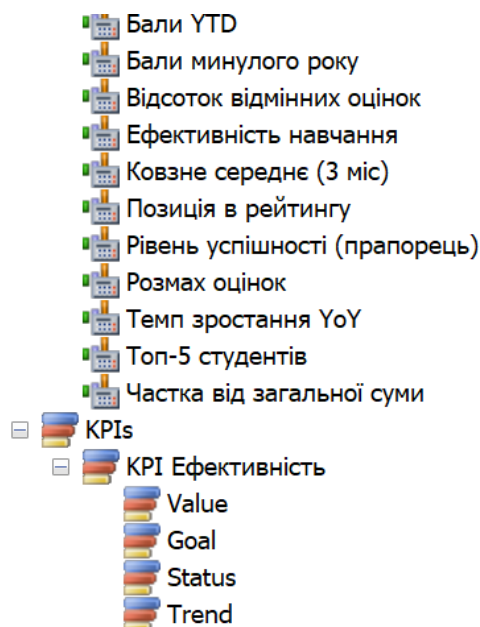 Бали YTD
Бали минулого року
Відсоток відмінних оцінок
Ефективність навчання
Ковзне середнє (3 міс)
Позиція в рейтингу
Рівень успішності (прапорець)
Розмах оцінок
Темп зростання YoY
Топ-5 студентів
Частка від загальної суми
KPIs
KPI Ефективність
Value
Goal
Status
Trend